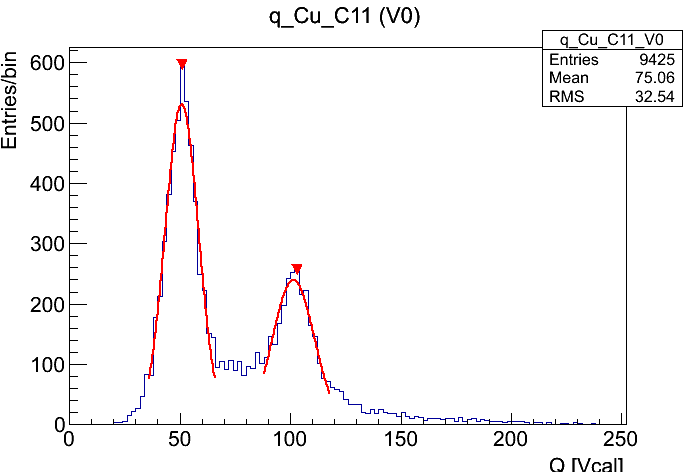 q_Cu_C11 (V0)
q_Cu_C11_V0
Entries 9425
Mean 75.06
RMS 32.54
Entries/bin
600
500
400
300
200
100
0
0 50 100 150 200 250
Q [Vcal]